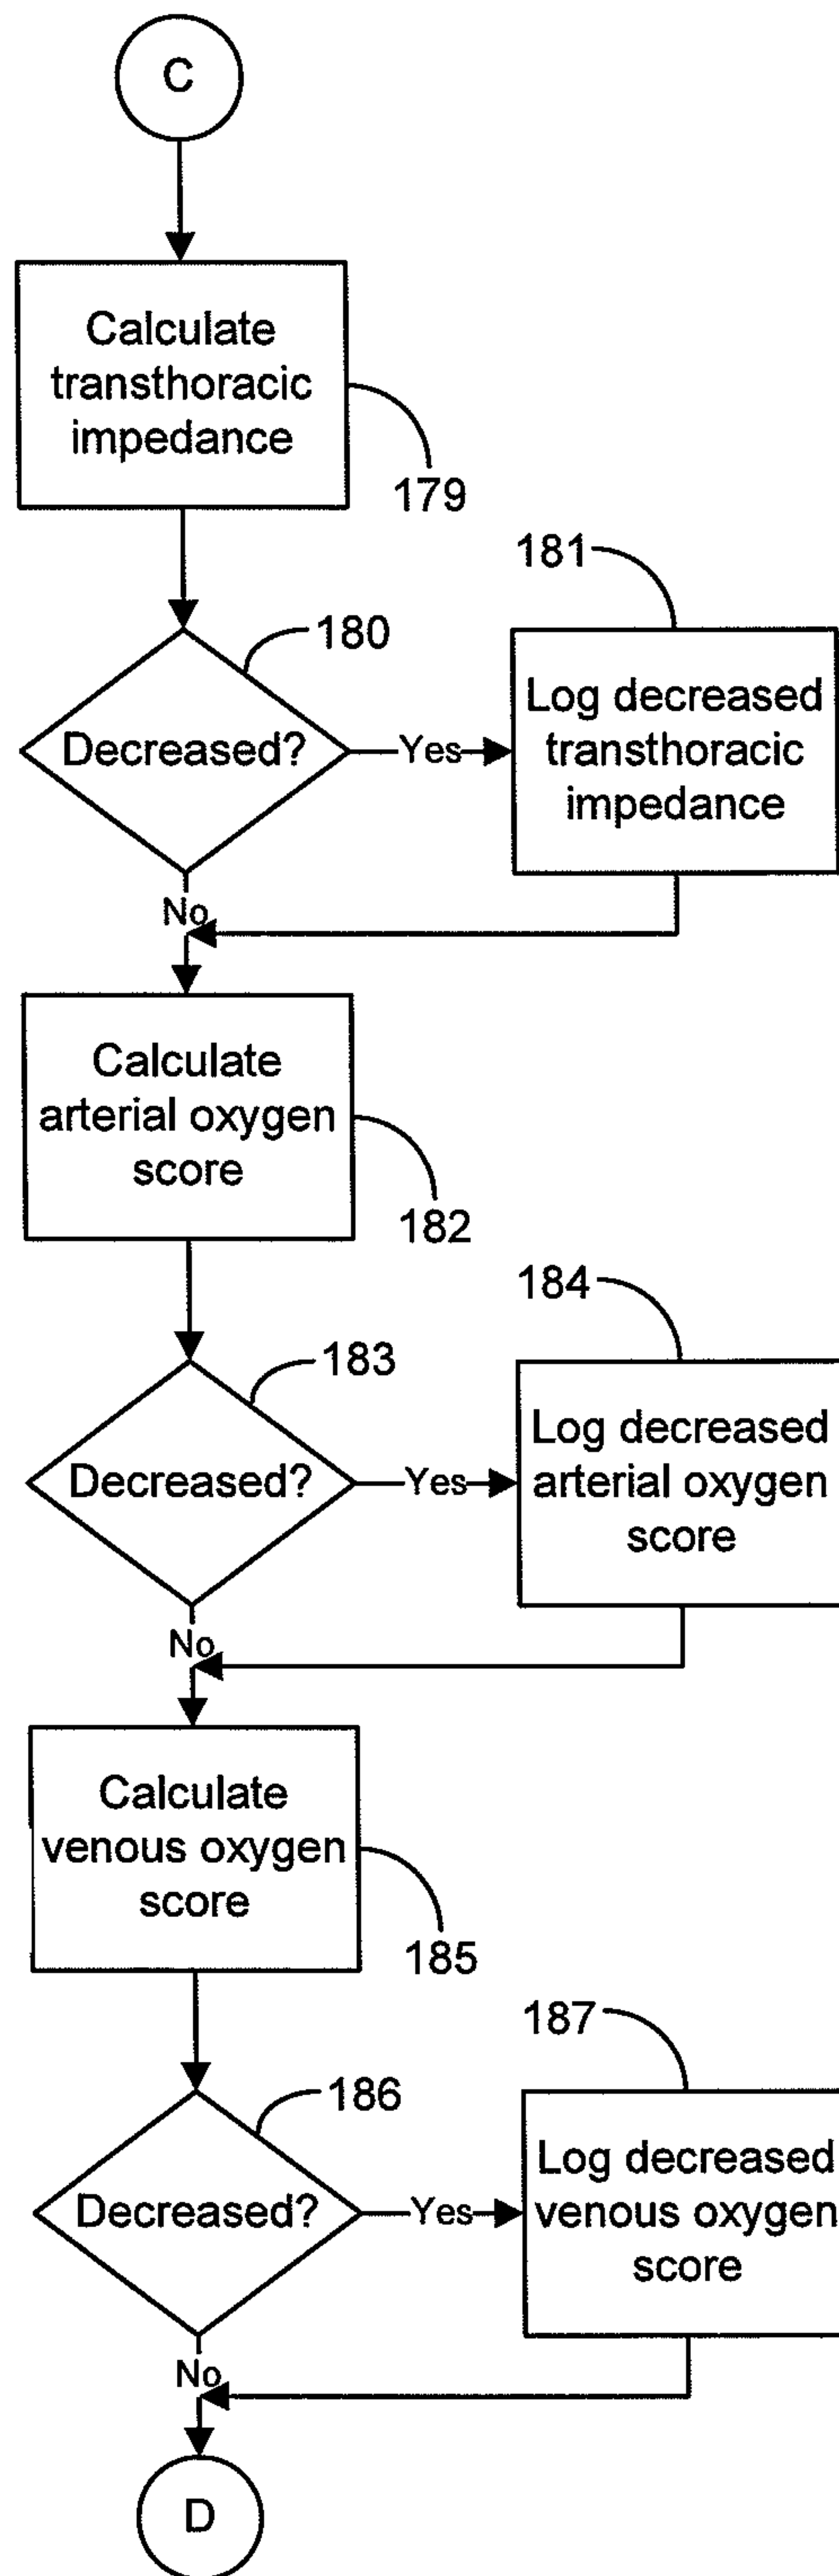 C
Calculate
transthoracic
impedance
179
181
180
Decreased?
Yes
Log decreased
transthoracic
impedance
No
Calculate
arterial oxygen
score
182
184
183
Decreased?
Yes
Log decreased
arterial oxygen
score
No
Calculate
venous oxygen
score
185
187
186
Decreased?
Yes
Log decreased
venous oxygen
score
No
D